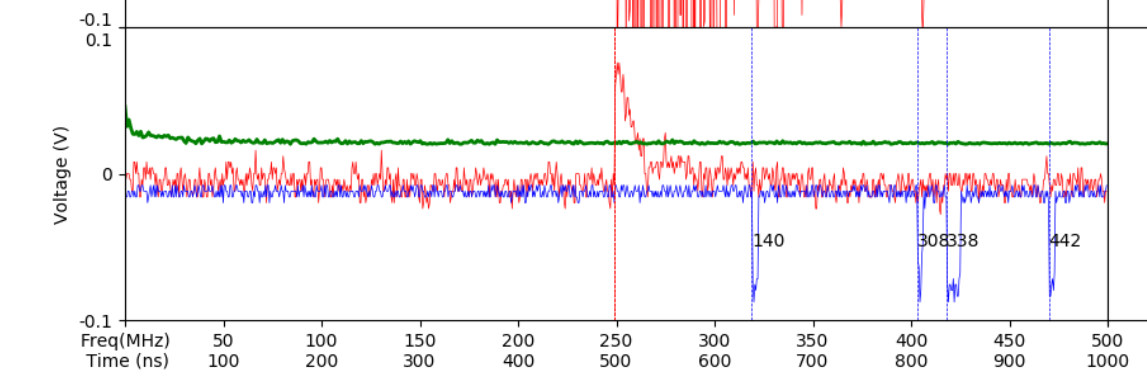 -0.1
0.1
Voltage (V)
0
140 308 338 442
-0.1
Freq(MHz) 50 100 150 200 250 300 350 400 450 500
Time (ns) 100 200 300 400 500 600 700 800 900 1000